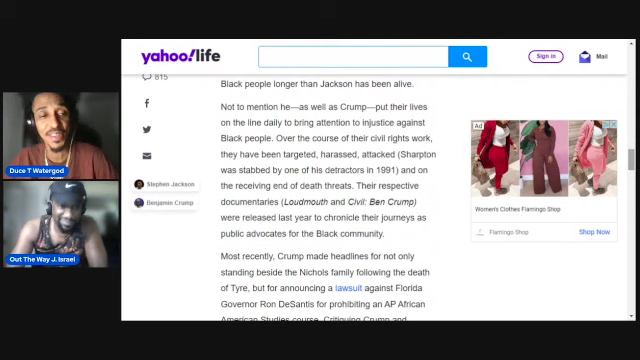 yahoo!life
Sign in
Mail
815
Black people longer than Jackson has been alive.
Not to mention he—as well as Crump—put their lives
on the line daily to bring attention to injustice against
Black people. Over the course of their civil rights work,
they have been targeted, harassed, attacked (Sharpton
was stabbed by one of his detractors in 1991) and on
the receiving end of death threats. Their respective
documentaries (Loudmouth and Civil: Ben Crump)
were released last year to chronicle their journeys as
public advocates for the Black community.
Most recently, Crump made headlines for not only
standing beside the Nichols family following the death
of Tyre, but for announcing a lawsuit against Florida
Governor Ron DeSantis for prohibiting an AP African
American Studies course. Critiquing Crump and
Stephen Jackson
Benjamin Crump
Duce T Watergod
Out The Way J. Israel
Ad
Women's Clothes Flamingo Shop
Flamingo Shop
Shop Now